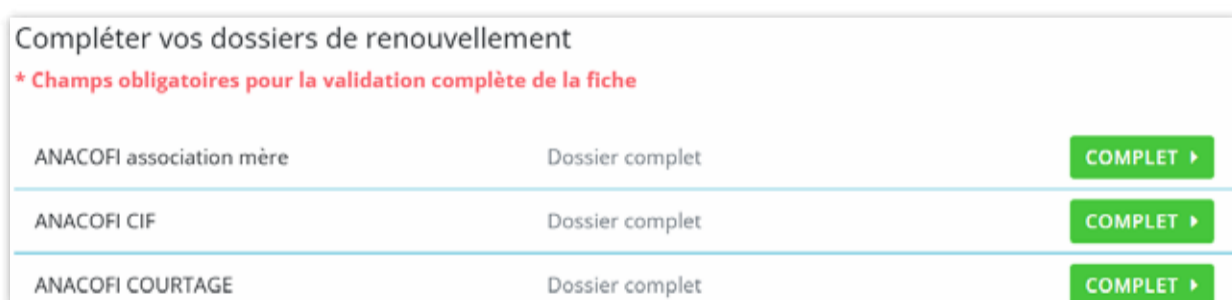 Compléter vos dossiers de renouvellement
* Champs obligatoires pour la validation complète de la fiche
ANACOFI association mère Dossier complet COMPLET
ANACOFI CIF Dossier complet COMPLET
ANACOFI COURTAGE Dossier complet COMPLET